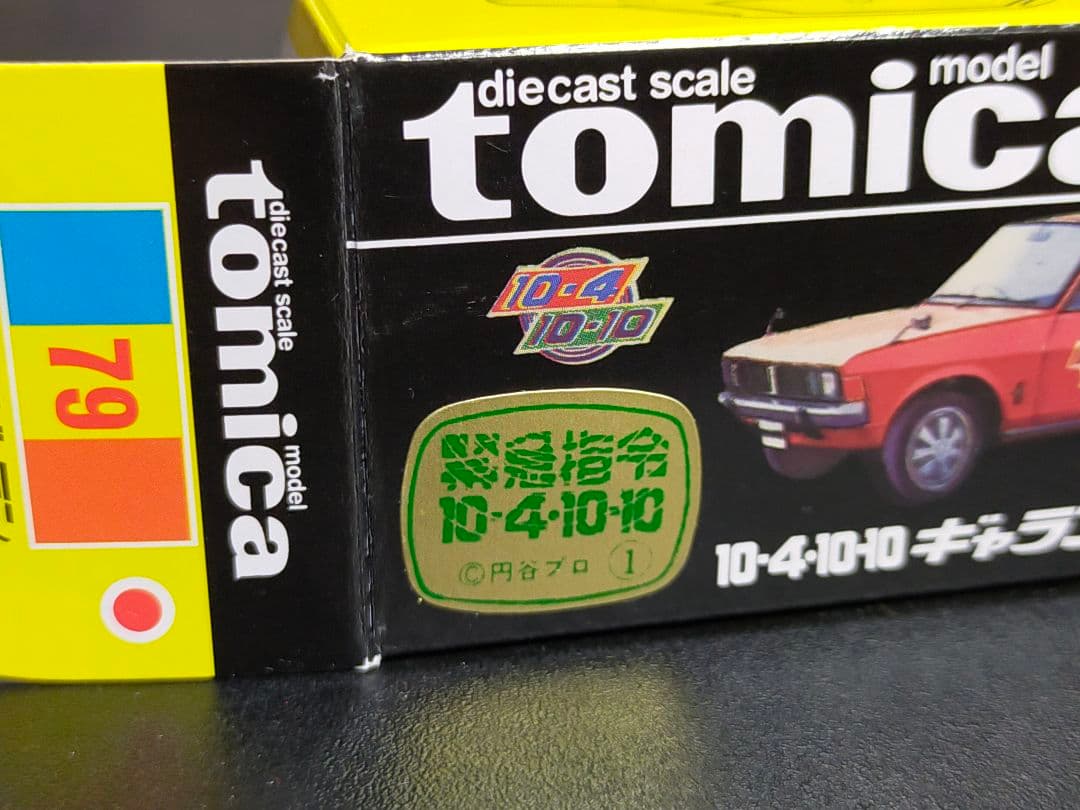 diecast scale model
tomica
10-4
10-10
緊急指令
10-4・10-10
©円谷プロ ①
10-4・10-10 ギャラ
diecast scale model
tomica
79